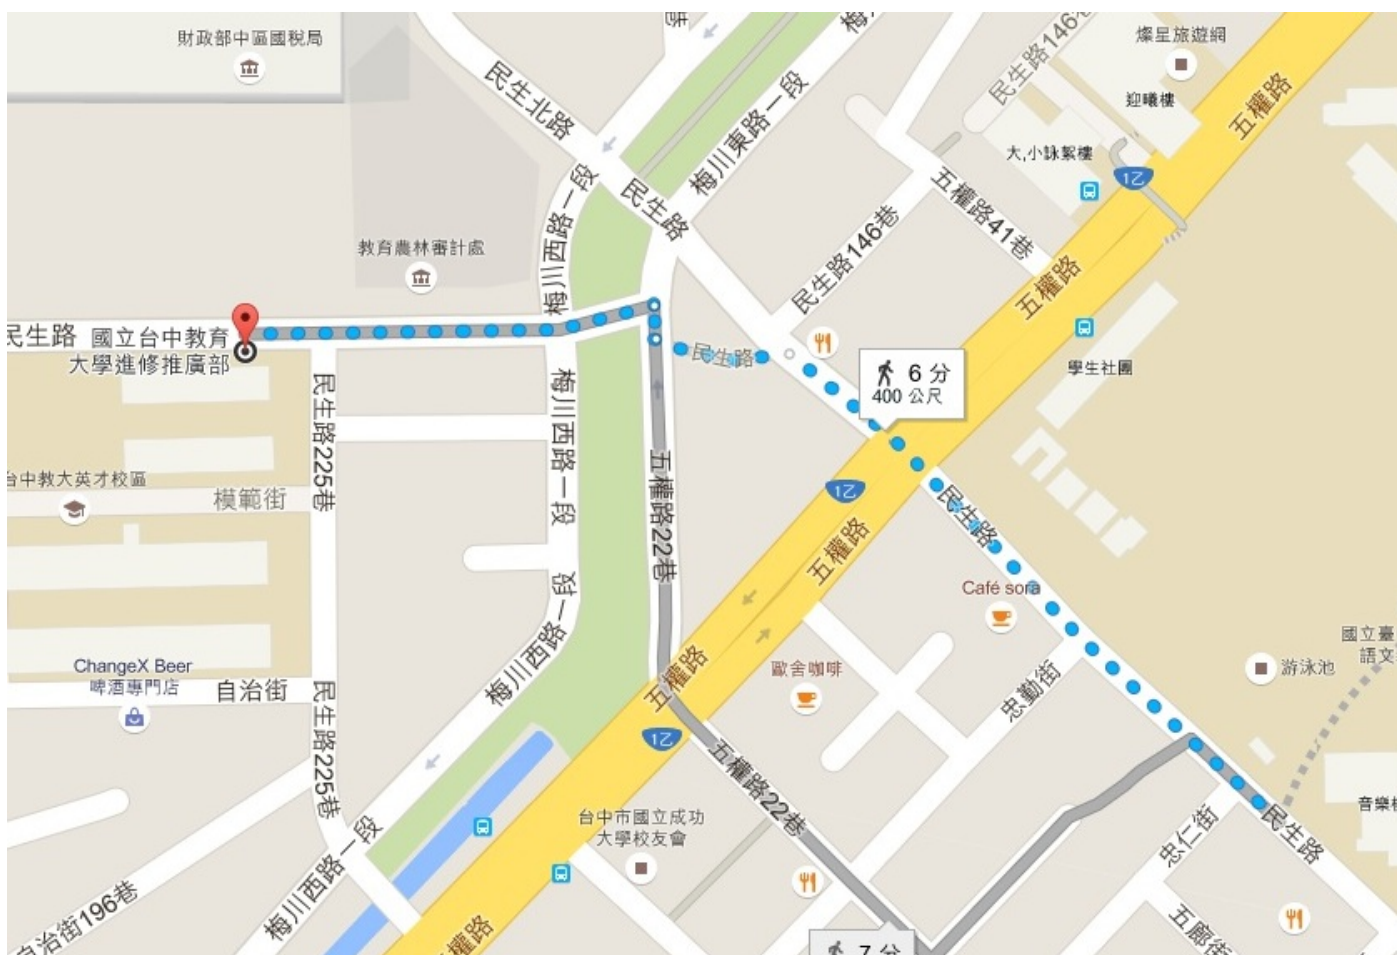 財政部中區國稅局
民生北路
巷
梅川東路一段
民生路146巷
燦星旅遊網
迎曦樓
五權路
大,小詠絮樓
1乙
梅川西路一段
民生路
五權路41巷
民生路146巷
教育農林審計處
五權路
民生路
國立台中教育
大學進修推廣部
民生路
6 分
400 公尺
學生社團
民生路225巷
梅川西路一段
五權路22巷
1乙
台中教大英才校區
模範街
民生路
五權路
Café sora
梅川西路一段
五權路
歐舍咖啡
忠勤街
國立臺
語文
游泳池
ChangeX Beer
啤酒專門店
自治街
民生路225巷
1乙
五權路22巷
台中市國立成功
大學校友會
忠仁街
民生路
音樂
梅川西路一段
自治街196巷
五權路
五廊街
7 分